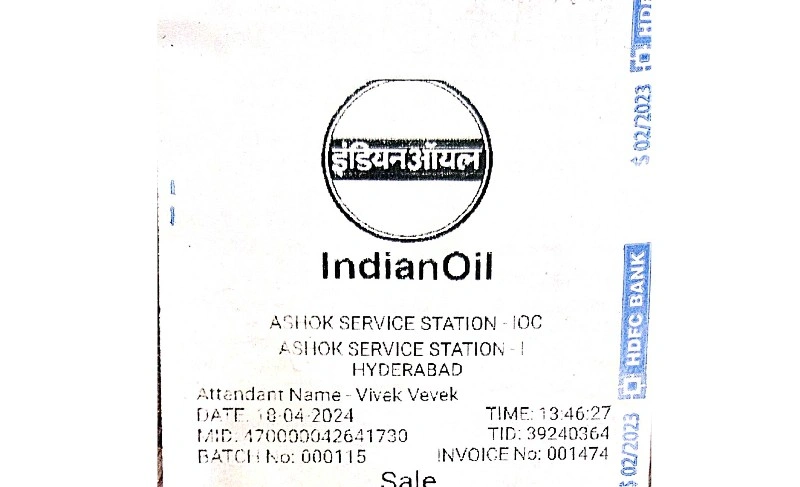 इंडियनऑयल
IndianOil
ASHOK SERVICE STATION - IOC
ASHOK SERVICE STATION - I
HYDERABAD
Attandant Name - Vivek Vevek
DATE: 18-04-2024 TIME: 13:46:27
MID: 470000042641730 TID: 39240364
BATCH No: 000115 INVOICE No: 001474
Sale
HDFC BANK
$ 02/2023
HDFC BANK
$ 02/2023